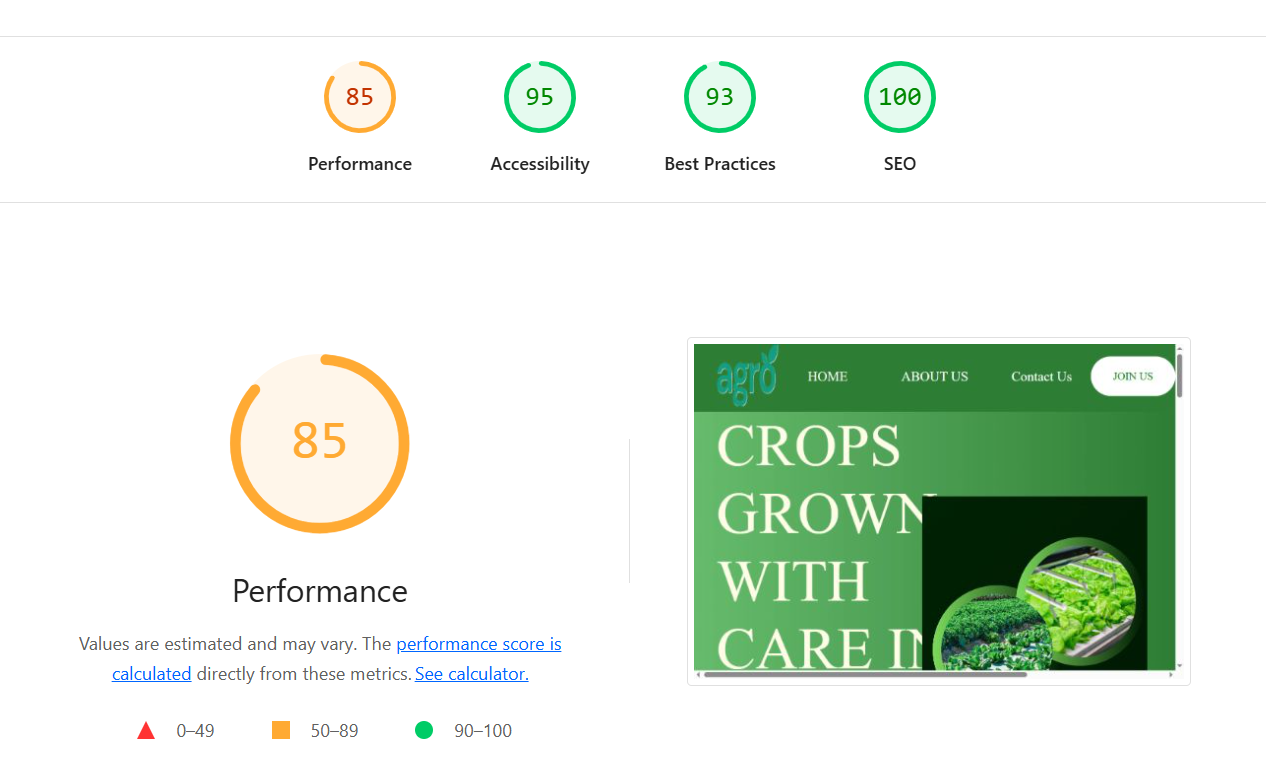 85
95
93
100
Performance
Accessibility
Best Practices
SEO
85
Performance
Values are estimated and may vary. The performance score is
calculated directly from these metrics. See calculator.
0–49
50–89
90–100
agro
HOME
ABOUT US
Contact Us
JOIN US
CROPS
GROWN
WITH
CARE IN